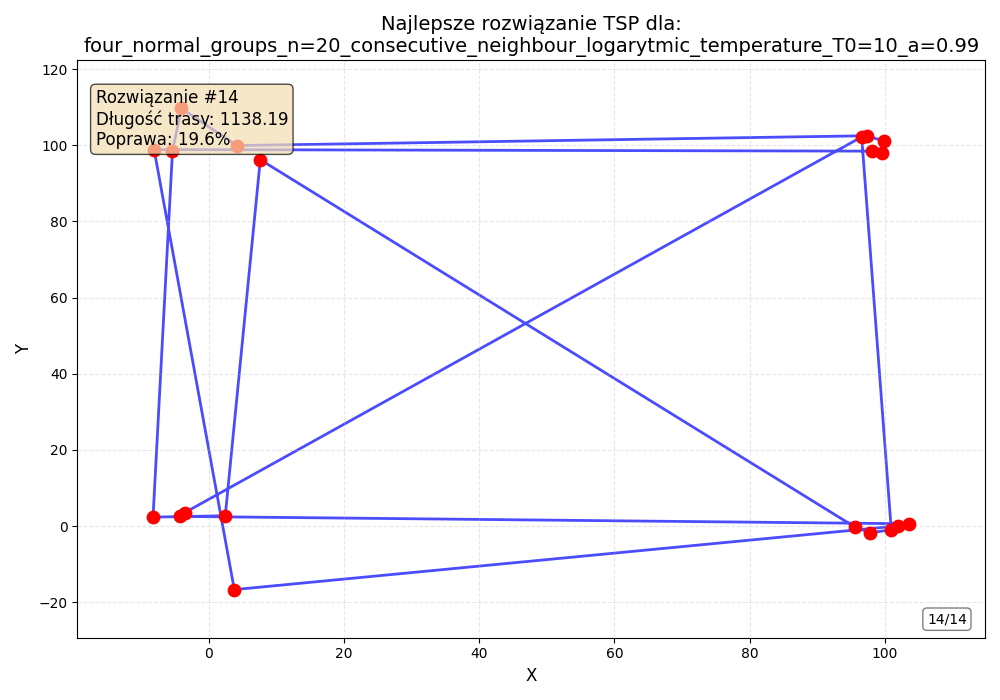 Najlepsze rozwiązanie TSP dla:
four_normal_groups_n=20_consecutive_neighbour_logarytmic_temperature_T0=10_a=0.99
Rozwiązanie #14
Długość trasy: 1138.19
Poprawa: 19.6%
120
100
80
60
40
20
0
−20
Y
14/14
0 20 40 60 80 100
X